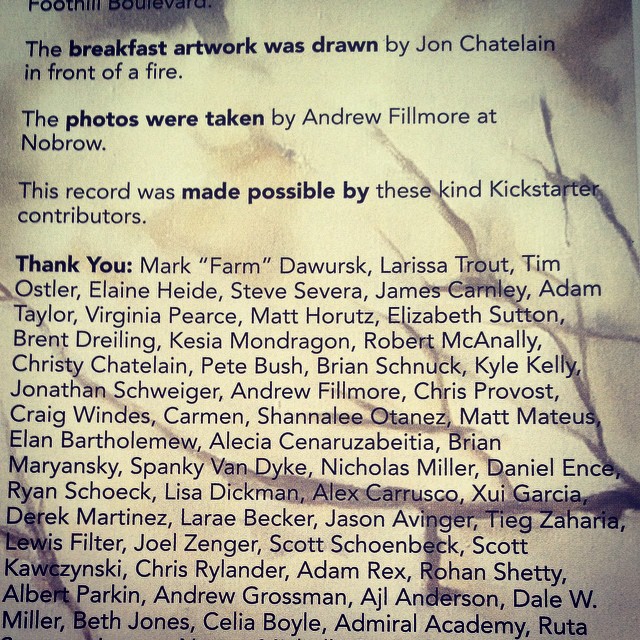 Foothill Boulevard.
The breakfast artwork was drawn by Jon Chatelain
in front of a fire.
The photos were taken by Andrew Fillmore at
Nobrow.
This record was made possible by these kind Kickstarter
contributors.
Thank You: Mark “Farm” Dawursk, Larissa Trout, Tim
Ostler, Elaine Heide, Steve Severa, James Carnley, Adam
Taylor, Virginia Pearce, Matt Horutz, Elizabeth Sutton,
Brent Dreiling, Kesia Mondragon, Robert McAnally,
Christy Chatelain, Pete Bush, Brian Schnuck, Kyle Kelly,
Jonathan Schweiger, Andrew Fillmore, Chris Provost,
Craig Windes, Carmen, Shannalee Otanez, Matt Mateus,
Elan Bartholemew, Alecia Cenaruzabeitia, Brian
Maryansky, Spanky Van Dyke, Nicholas Miller, Daniel Ence,
Ryan Schoeck, Lisa Dickman, Alex Carrusco, Xui Garcia,
Derek Martinez, Larae Becker, Jason Avinger, Tieg Zaharia,
Lewis Filter, Joel Zenger, Scott Schoenbeck, Scott
Kawczynski, Chris Rylander, Adam Rex, Rohan Shetty,
Albert Parkin, Andrew Grossman, Ajl Anderson, Dale W.
Miller, Beth Jones, Celia Boyle, Admiral Academy, Ruta